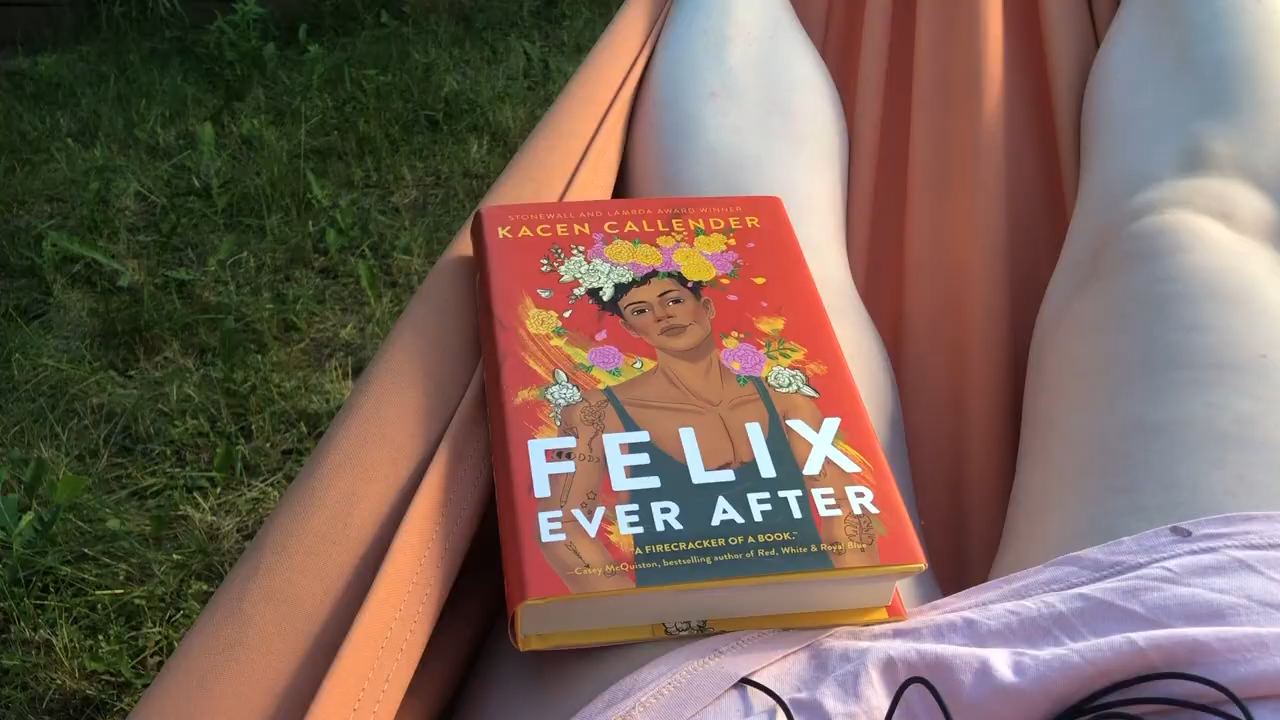 STONEWALL AND LAMBDA AWARD WINNER
KACEN CALLENDER
FELIX
EVER AFTER
"A FIRECRACKER OF A BOOK."
—Casey McQuiston, bestselling author of Red, White & Royal Blue